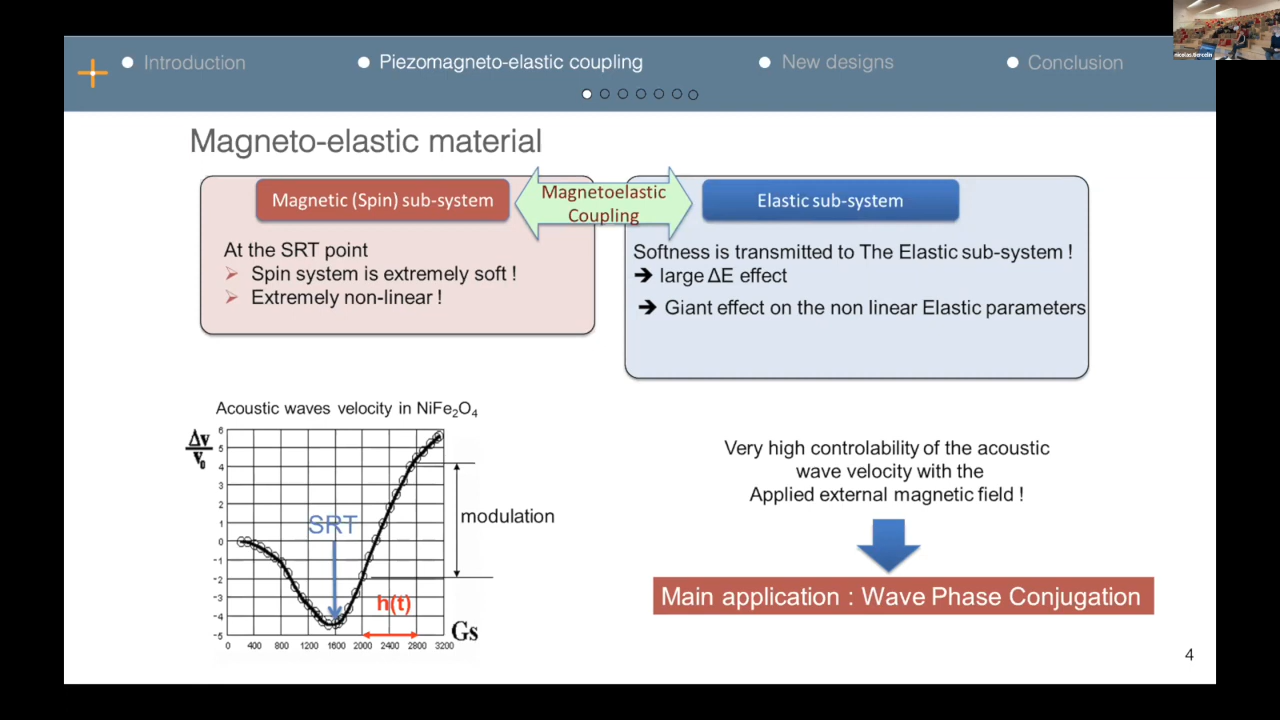 Introduction
Piezomagneto-elastic coupling
New designs
Conclusion
Magneto-elastic material
Magnetic (Spin) sub-system
Magnetoelastic
Coupling
Elastic sub-system
At the SRT point
Spin system is extremely soft !
Extremely non-linear !
Softness is transmitted to The Elastic sub-system !
➔ large ΔE effect
➔ Giant effect on the non linear Elastic parameters
Acoustic waves velocity in NiFe₂O₄
Δv
v₀
6
5
4
3
2
1
0
-1
-2
-3
-4
-5
SRT
modulation
h(t)
Gs
0 400 800 1200 1600 2000 2400 2800 3200
Very high controlability of the acoustic
wave velocity with the
Applied external magnetic field !
Main application : Wave Phase Conjugation
4